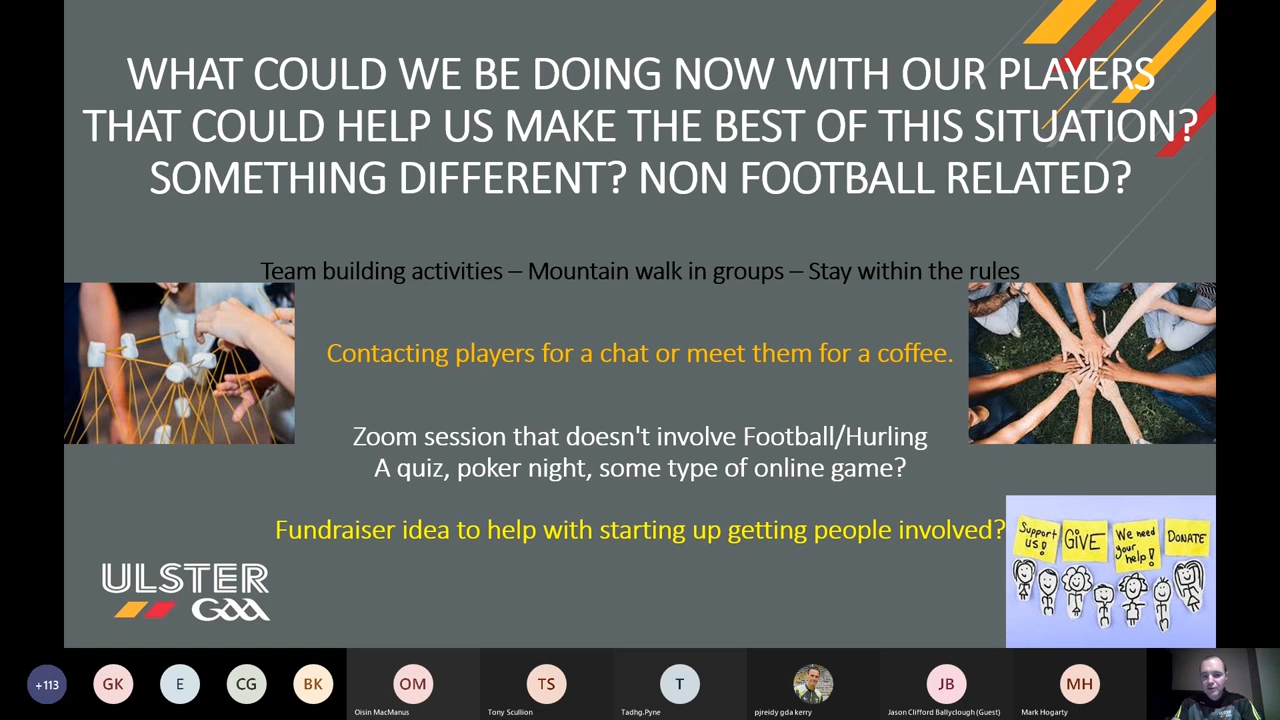 WHAT COULD WE BE DOING NOW WITH OUR PLAYERS
THAT COULD HELP US MAKE THE BEST OF THIS SITUATION?
SOMETHING DIFFERENT? NON FOOTBALL RELATED?
Team building activities – Mountain walk in groups – Stay within the rules
Contacting players for a chat or meet them for a coffee.
Zoom session that doesn't involve Football/Hurling
A quiz, poker night, some type of online game?
Fundraiser idea to help with starting up getting people involved?
Support
us!
GIVE
We need
your
help!
DONATE
ULSTER
GAA
+113
GK
E
CG
BK
OM
Oisin MacManus
TS
Tony Scullion
T
Tadhg.Pyne
pjreidy gda kerry
JB
Jason Clifford Ballyclough (Guest)
MH
Mark Hogarty